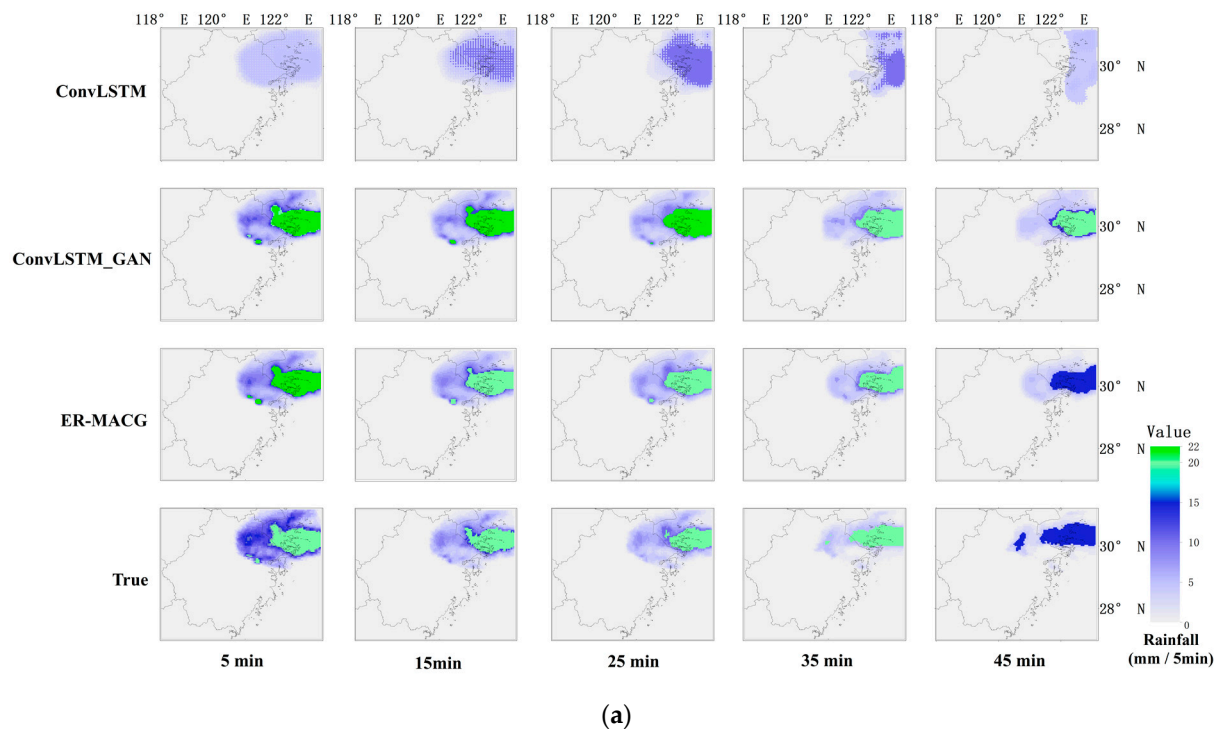 118° E 120° E 122° E 118° E 120° E 122° E 118° E 120° E 122° E 118° E 120° E 122° E 118° E 120° E 122° E
ConvLSTM
30° N
28° N
ConvLSTM_GAN
30° N
28° N
ER-MACG
30° N
28° N
True
30° N
28° N
Value
22
20
15
10
5
0
Rainfall
(mm / 5min)
5 min 15min 25 min 35 min 45 min
(a)